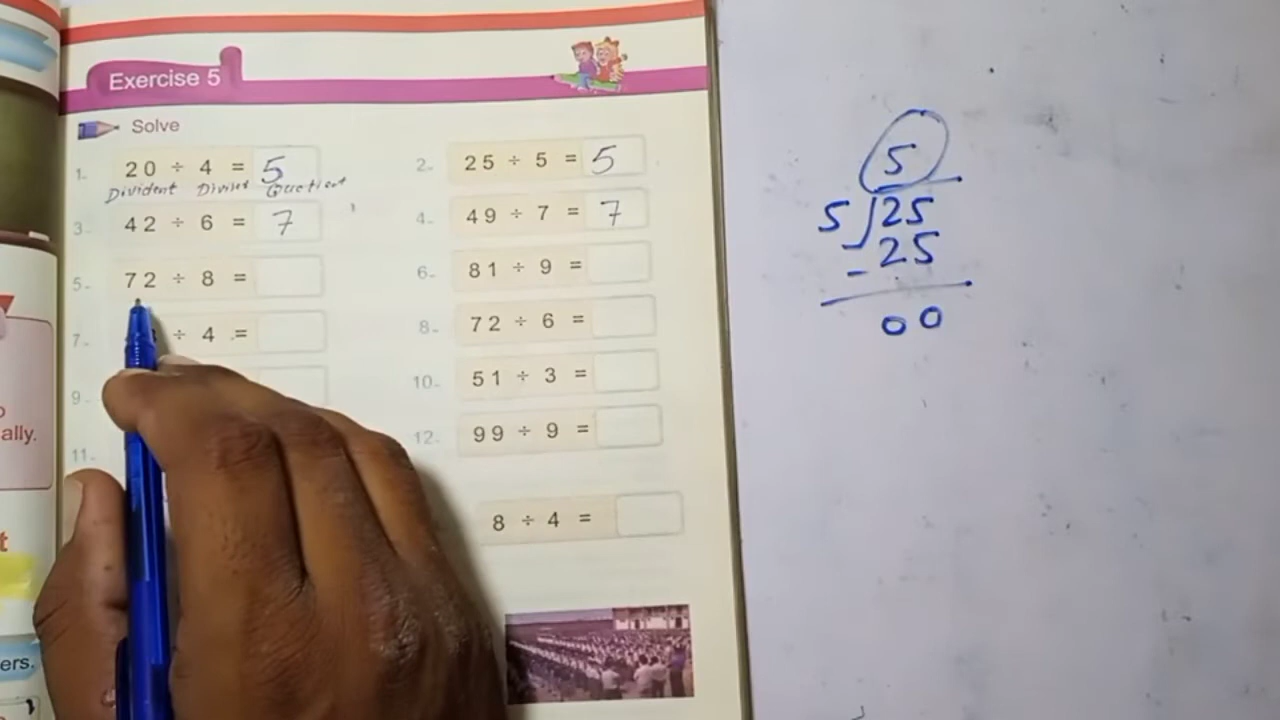 Exercise 5
Solve
1. 20 ÷ 4 = 5
Divident Quotient
2. 25 ÷ 5 = 5
3. 42 ÷ 6 = 7
4. 49 ÷ 7 = 7
5. 72 ÷ 8 =
6. 81 ÷ 9 =
7. ÷ 4 =
8. 72 ÷ 6 =
9.
10. 51 ÷ 3 =
11.
12. 99 ÷ 9 =
8 ÷ 4 =
ally.
ers.
5
5 25
- 25
00